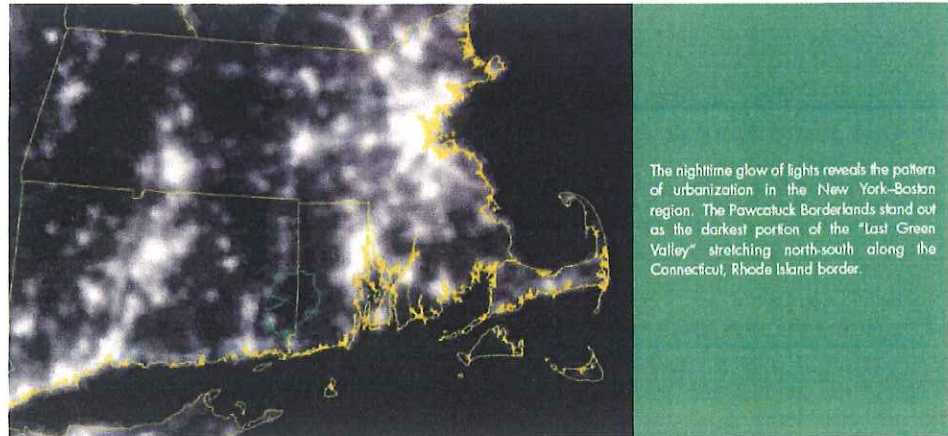 The nighttime glow of lights reveals the pattern
of urbanization in the New York–Boston
region. The Pawcatuck Borderlands stand out
as the darkest portion of the "Last Green
Valley" stretching north-south along the
Connecticut, Rhode Island border.